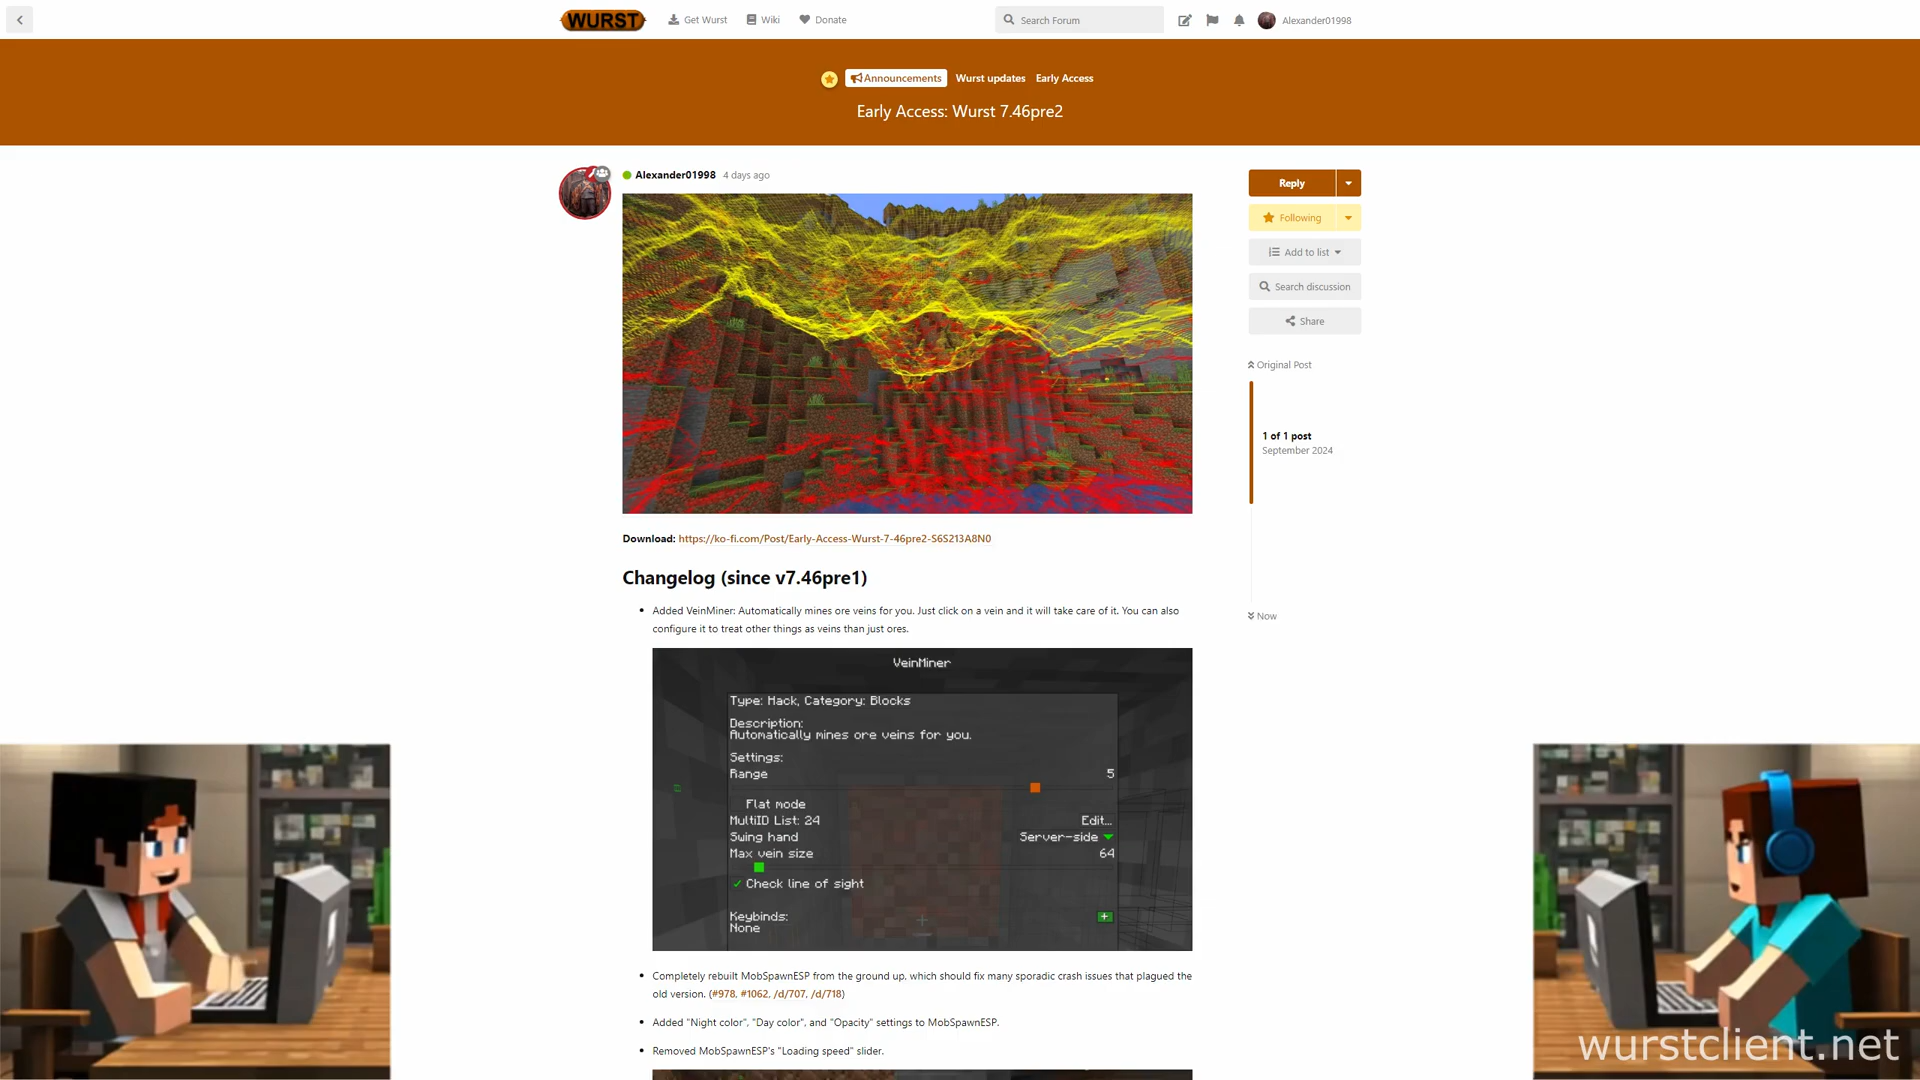 WURST
Get Wurst
Wiki
Donate
Search Forum
Alexander01998
Announcements
Wurst updates
Early Access
Early Access: Wurst 7.46pre2
Alexander01998
4 days ago
Reply
Following
Add to list
Search discussion
Share
Original Post
1 of 1 post
September 2024
Now
Download: https://ko-fi.com/Post/Early-Access-Wurst-7-46pre2-S6S213A8N0
Changelog (since v7.46pre1)
Added VeinMiner: Automatically mines ore veins for you. Just click on a vein and it will take care of it. You can also
configure it to treat other things as veins than just ores.
VeinMiner
Type: Hack, Category: Blocks
Description:
Automatically mines ore veins for you.
Settings:
Range 5
Flat mode
MultiID List: 24 Edit...
Swing hand Server-side
Max vein size 64
Check line of sight
Keybinds: +
None
Completely rebuilt MobSpawnESP from the ground up, which should fix many sporadic crash issues that plagued the
old version. (#978, #1062, /d/707, /d/718)
Added "Night color", "Day color", and "Opacity" settings to MobSpawnESP.
Removed MobSpawnESP's "Loading speed" slider.
wurstclient.net